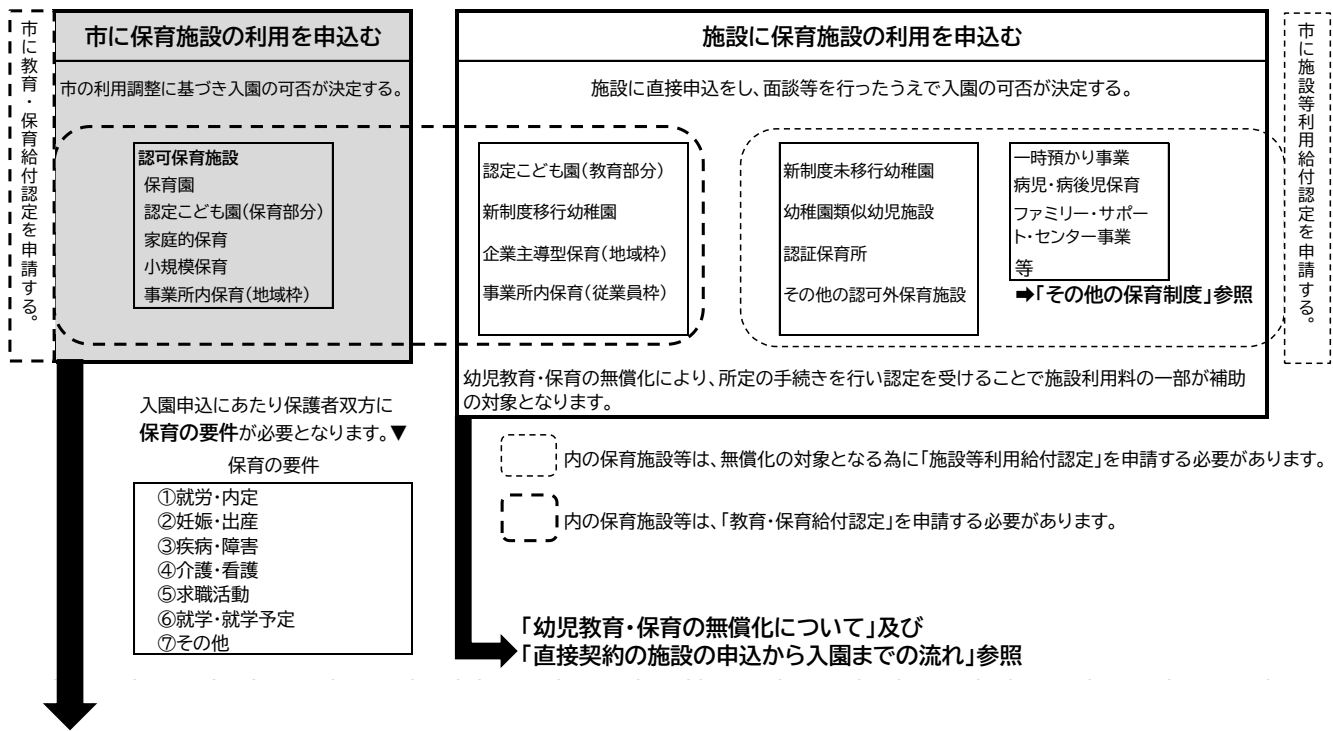 市に教育・保育給付認定を申請する。
市に保育施設の利用を申込む
市の利用調整に基づき入園の可否が決定する。
認可保育施設
保育園
認定こども園(保育部分)
家庭的保育
小規模保育
事業所内保育(地域枠)
施設に保育施設の利用を申込む
施設に直接申込をし、面談等を行ったうえで入園の可否が決定する。
認定こども園(教育部分)
新制度移行幼稚園
企業主導型保育(地域枠)
事業所内保育(従業員枠)
新制度未移行幼稚園
幼稚園類似幼児施設
認証保育所
その他の認可外保育施設
一時預かり事業
病児・病後児保育
ファミリー・サポー
ト・センター事業
等
➡「その他の保育制度」参照
市に施設等利用給付認定を申請する。
幼児教育・保育の無償化により、所定の手続きを行い認定を受けることで施設利用料の一部が補助
の対象となります。
入園申込にあたり保護者双方に
保育の要件が必要となります。▼
保育の要件
①就労・内定
②妊娠・出産
③疾病・障害
④介護・看護
⑤求職活動
⑥就学・就学予定
⑦その他
内の保育施設等は、無償化の対象となる為に「施設等利用給付認定」を申請する必要があります。
内の保育施設等は、「教育・保育給付認定」を申請する必要があります。
「幼児教育・保育の無償化について」及び
「直接契約の施設の申込から入園までの流れ」参照